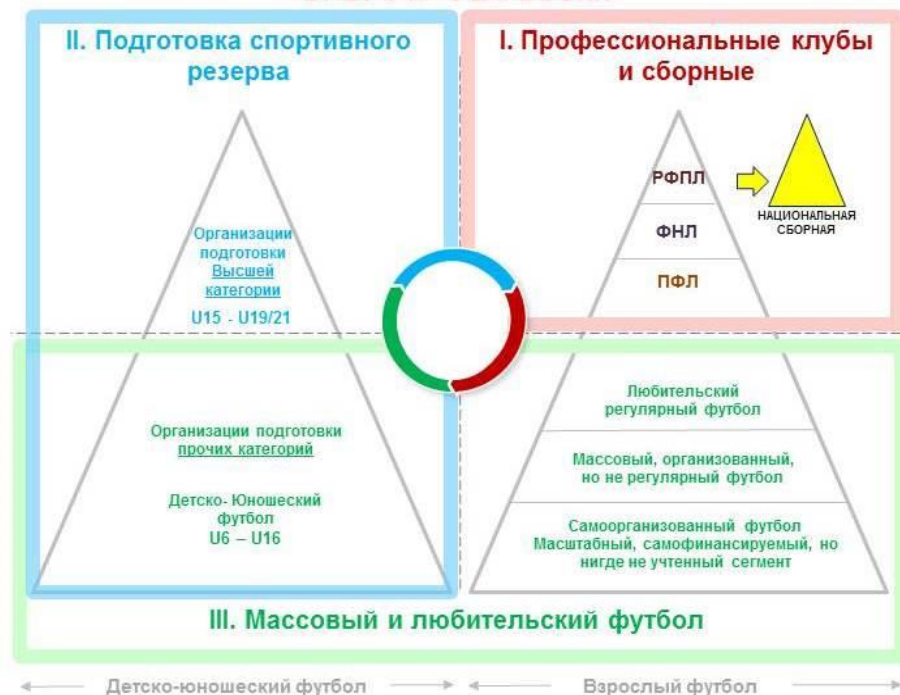 II. Подготовка спортивного
резерва
Организации
подготовки
Высшей
категории
U15 - U19/21
Организации подготовки
прочих категорий
Детско- Юношеский
футбол
U6 – U16
I. Профессиональные клубы
и сборные
РФПЛ
ФНЛ
ПФЛ
НАЦИОНАЛЬНАЯ
СБОРНАЯ
Любительский
регулярный футбол
Массовый, организованный,
но не регулярный футбол
Самоорганизованный футбол
Масштабный, самофинансируемый, но
нигде не учтенный сегмент
III. Массовый и любительский футбол
Детско-юношеский футбол
Взрослый футбол